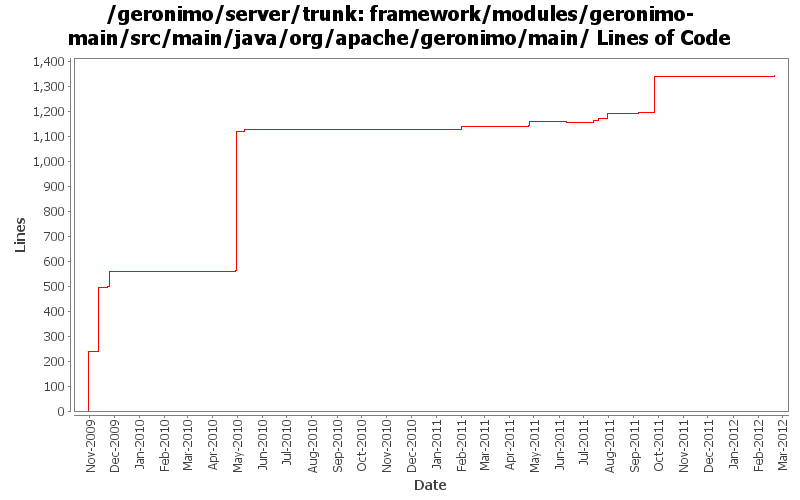 /geronimo/server/trunk: framework/modules/geronimo-
main/src/main/java/org/apache/geronimo/main/ Lines of Code
1,400
1,300
1,200
1,100
1,000
900
800
700
600
500
400
300
200
100
0
Lines
Nov-2009
Dec-2009
Jan-2010
Feb-2010
Mar-2010
Apr-2010
May-2010
Jun-2010
Jul-2010
Aug-2010
Sep-2010
Oct-2010
Nov-2010
Dec-2010
Jan-2011
Feb-2011
Mar-2011
Apr-2011
May-2011
Jun-2011
Jul-2011
Aug-2011
Sep-2011
Oct-2011
Nov-2011
Dec-2011
Jan-2012
Feb-2012
Mar-2012
Date